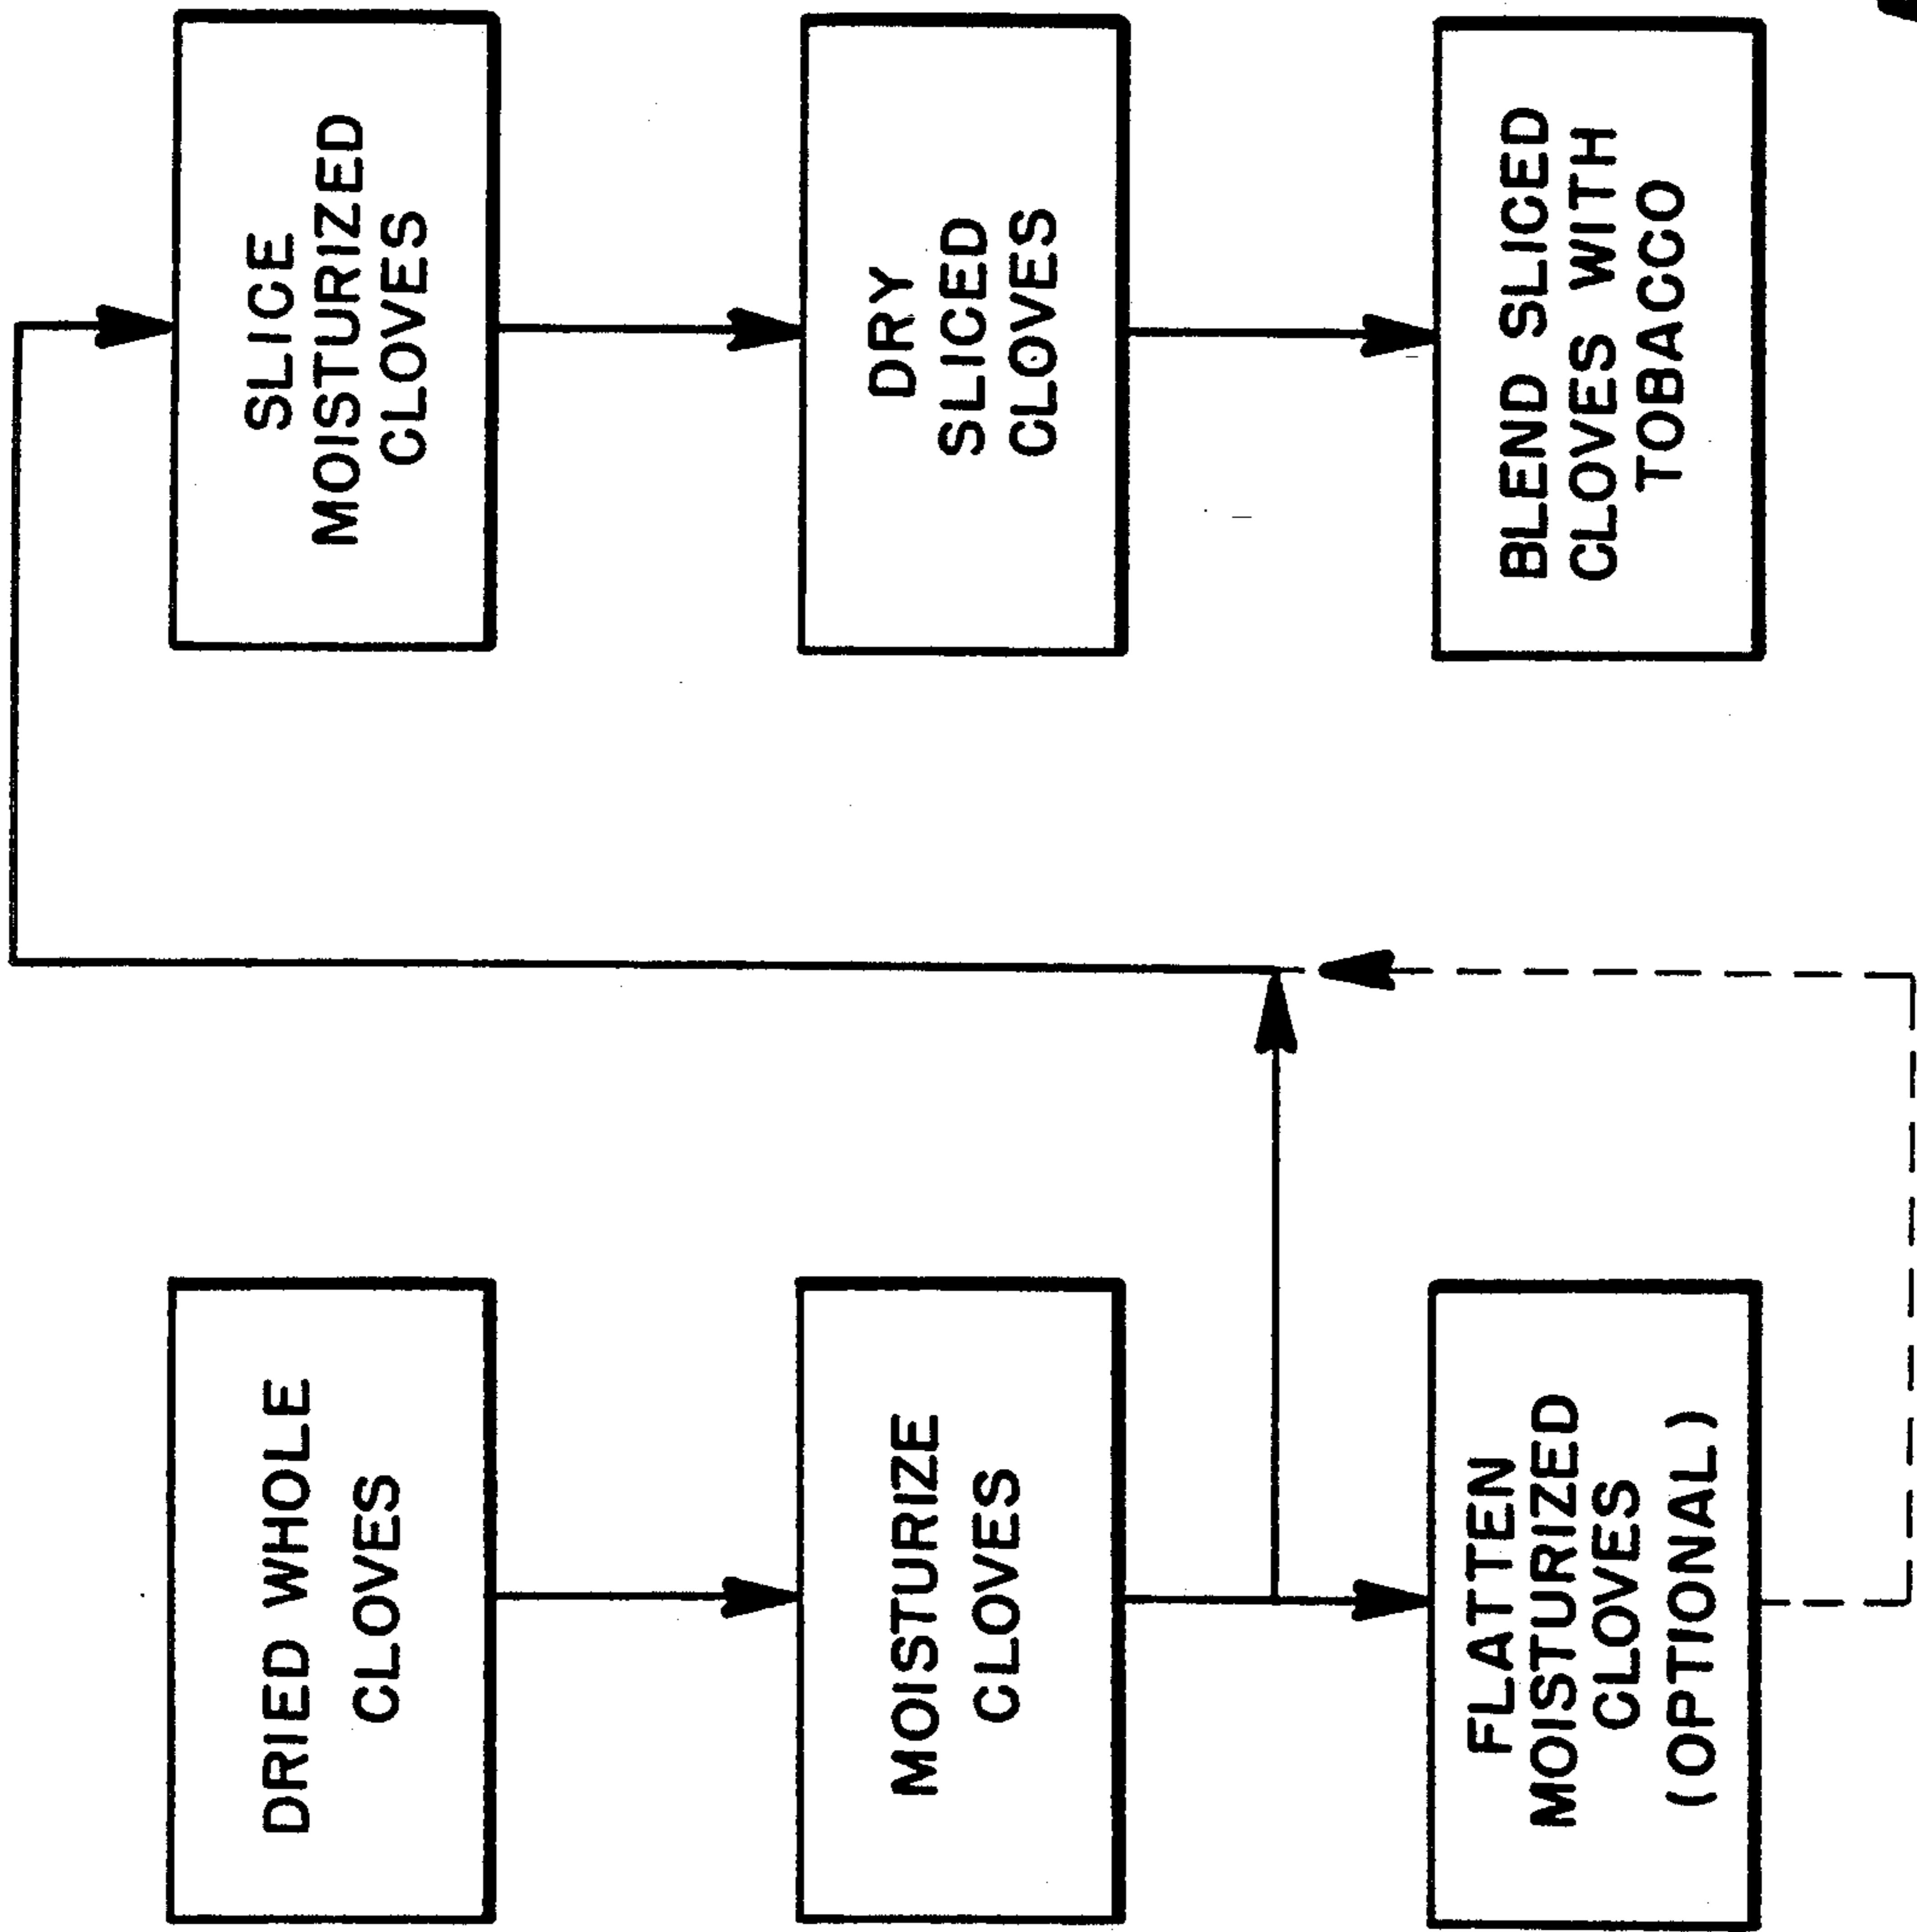 DRIED WHOLE
CLOVES
MOISTURIZE
CLOVES
FLATTEN
MOISTURIZED
CLOVES
(OPTIONAL)
SLICE
MOISTURIZED
CLOVES
DRY
SLICED
CLOVES
BLEND SLICED
CLOVES WITH
TOBACCO